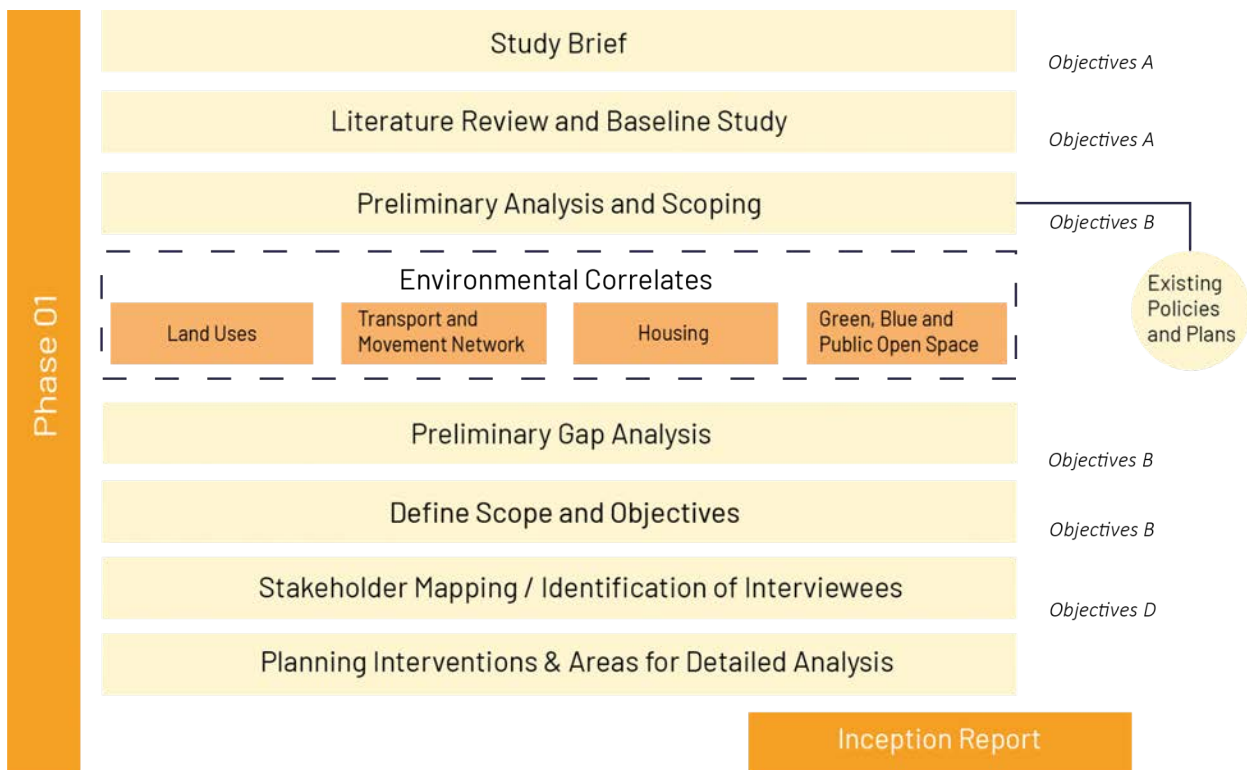 Phase 01
Study Brief
Objectives A
Literature Review and Baseline Study
Objectives A
Preliminary Analysis and Scoping
Objectives B
Existing
Policies
and Plans
Environmental Correlates
Land Uses
Transport and
Movement Network
Housing
Green, Blue and
Public Open Space
Preliminary Gap Analysis
Objectives B
Define Scope and Objectives
Objectives B
Stakeholder Mapping / Identification of Interviewees
Objectives D
Planning Interventions & Areas for Detailed Analysis
Inception Report